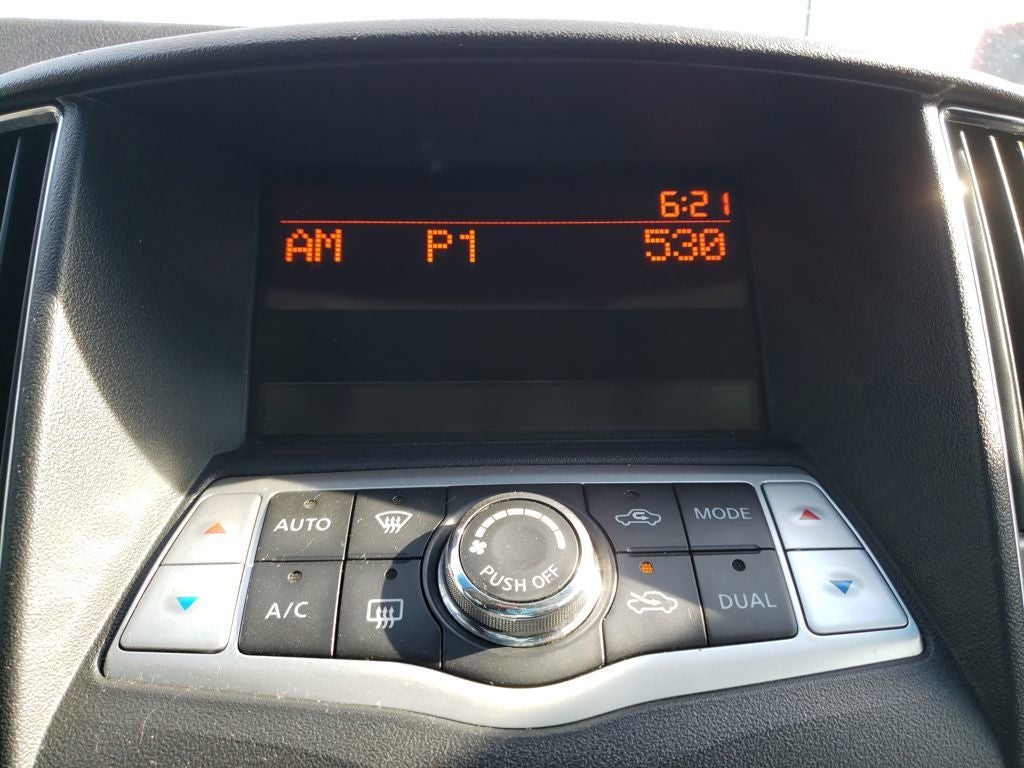 6:21
AM P1 530
AUTO
MODE
PUSH OFF
A/C
DUAL